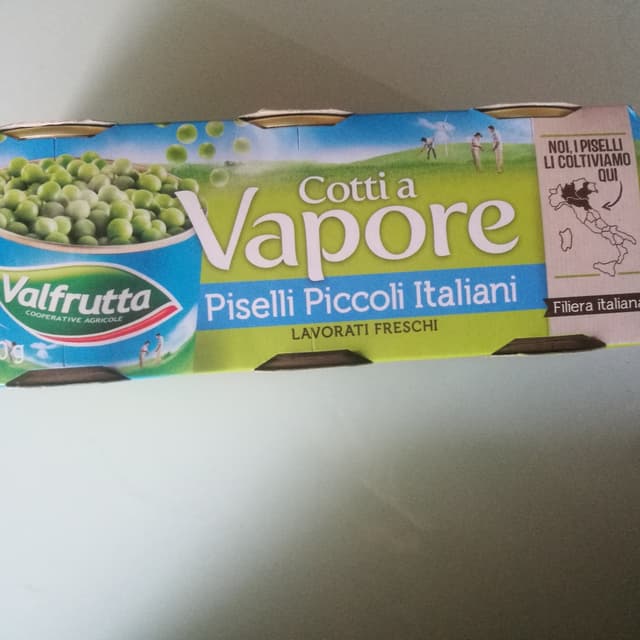 Cotti a
Vapore
Piselli Piccoli Italiani
LAVORATI FRESCHI
Valfrutta
COOPERATIVE AGRICOLE
NOI, I PISELLI
LI COLTIVIAMO
QUI
Filiera italiana